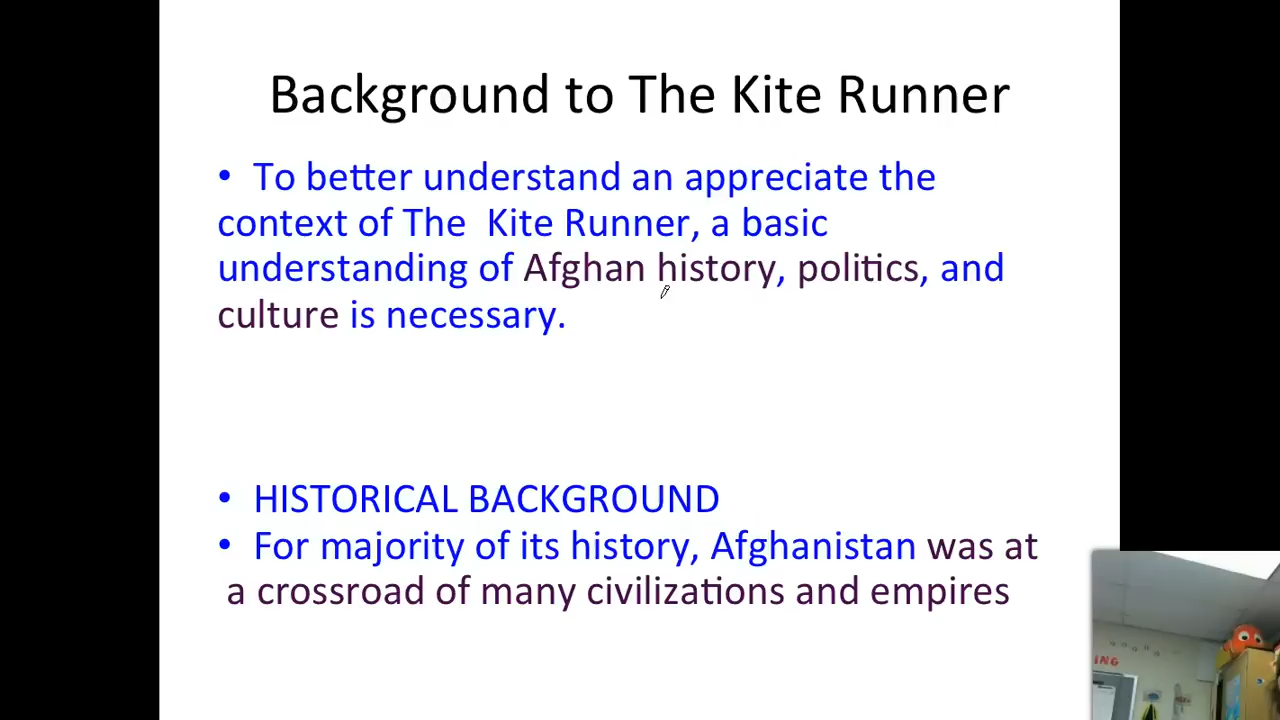 Background to The Kite Runner
• To better understand an appreciate the
context of The Kite Runner, a basic
understanding of Afghan history, politics, and
culture is necessary.
• HISTORICAL BACKGROUND
• For majority of its history, Afghanistan was at
a crossroad of many civilizations and empires
ING